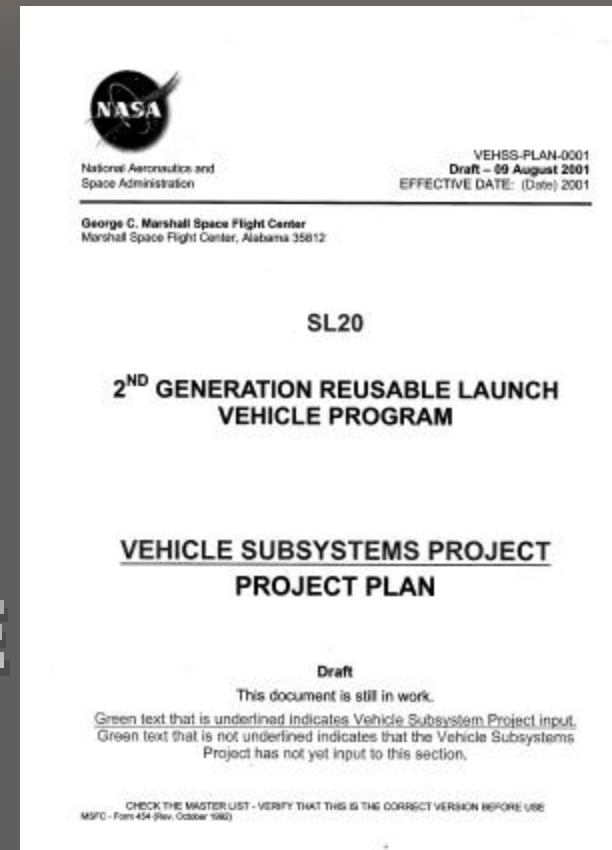 NASA
National Aeronautics and
Space Administration
VEHSS-PLAN-0001
Draft – 09 August 2001
EFFECTIVE DATE: (Date) 2001
George C. Marshall Space Flight Center
Marshall Space Flight Center, Alabama 35812
SL20
2ND GENERATION REUSABLE LAUNCH
VEHICLE PROGRAM
VEHICLE SUBSYSTEMS PROJECT
PROJECT PLAN
Draft
This document is still in work.
Green text that is underlined indicates Vehicle Subsystem Project input.
Green text that is not underlined indicates that the Vehicle Subsystems
Project has not yet input to this section.
CHECK THE MASTER LIST - VERIFY THAT THIS IS THE CORRECT VERSION BEFORE USE
MSFC - Form 454 (Rev. October 1992)